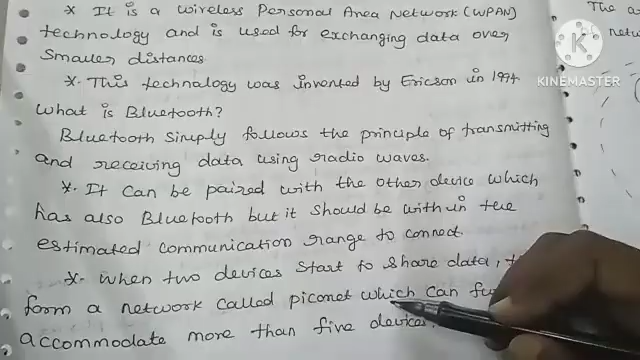 * It is a wireless Personal Area Network (WPAN)
technology and is used for exchanging data over
smaller distances.
*. This technology was invented by Ericson in 1994
What is Bluetooth?
Bluetooth simply follows the principle of transmitting
and receiving data using radio waves.
*. It can be paired with the other device which
has also Bluetooth but it should be within the
estimated communication range to connect
*. When two devices start to share data,
form a network called piconet which can
accommodate more than five devices.
The
netw
KINEMASTER